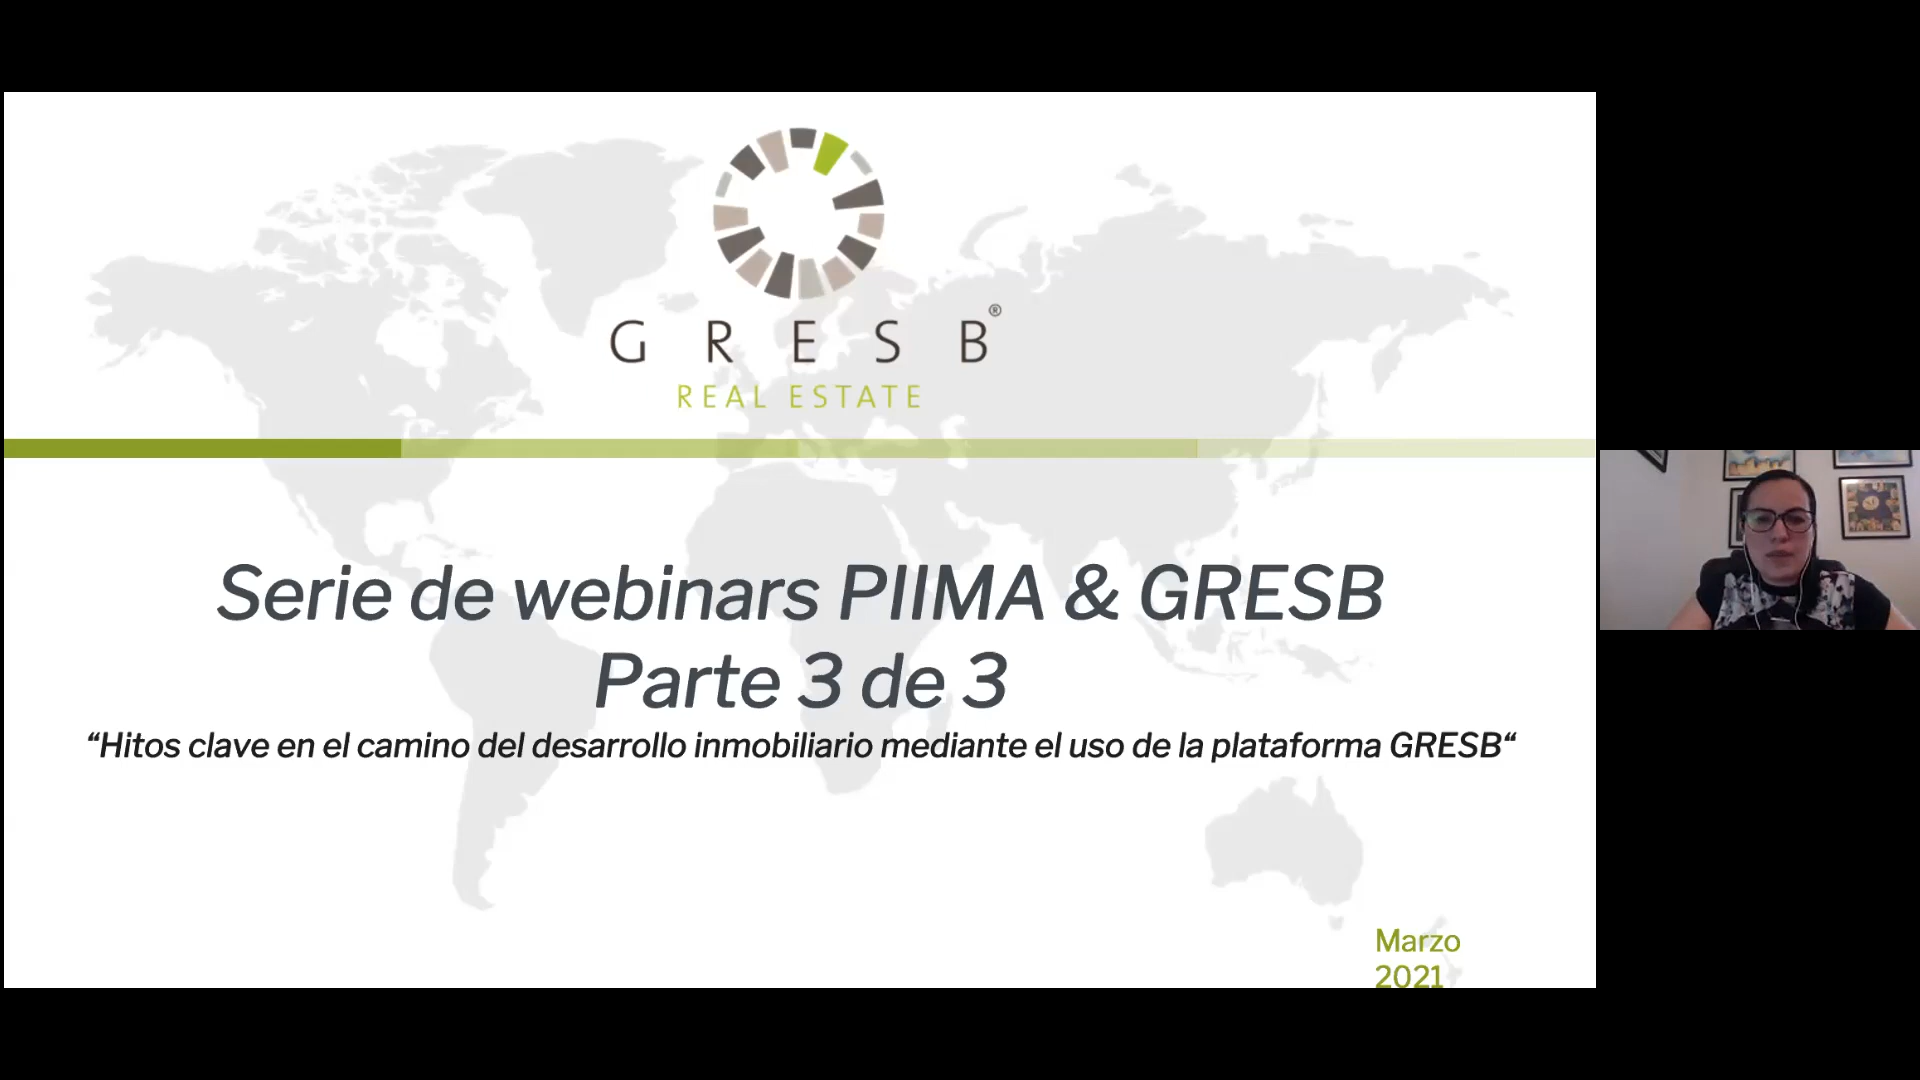 GRESB®
REAL ESTATE
Serie de webinars PIIMA & GRESB
Parte 3 de 3
“Hitos clave en el camino del desarrollo inmobiliario mediante el uso de la plataforma GRESB“
Marzo
2021